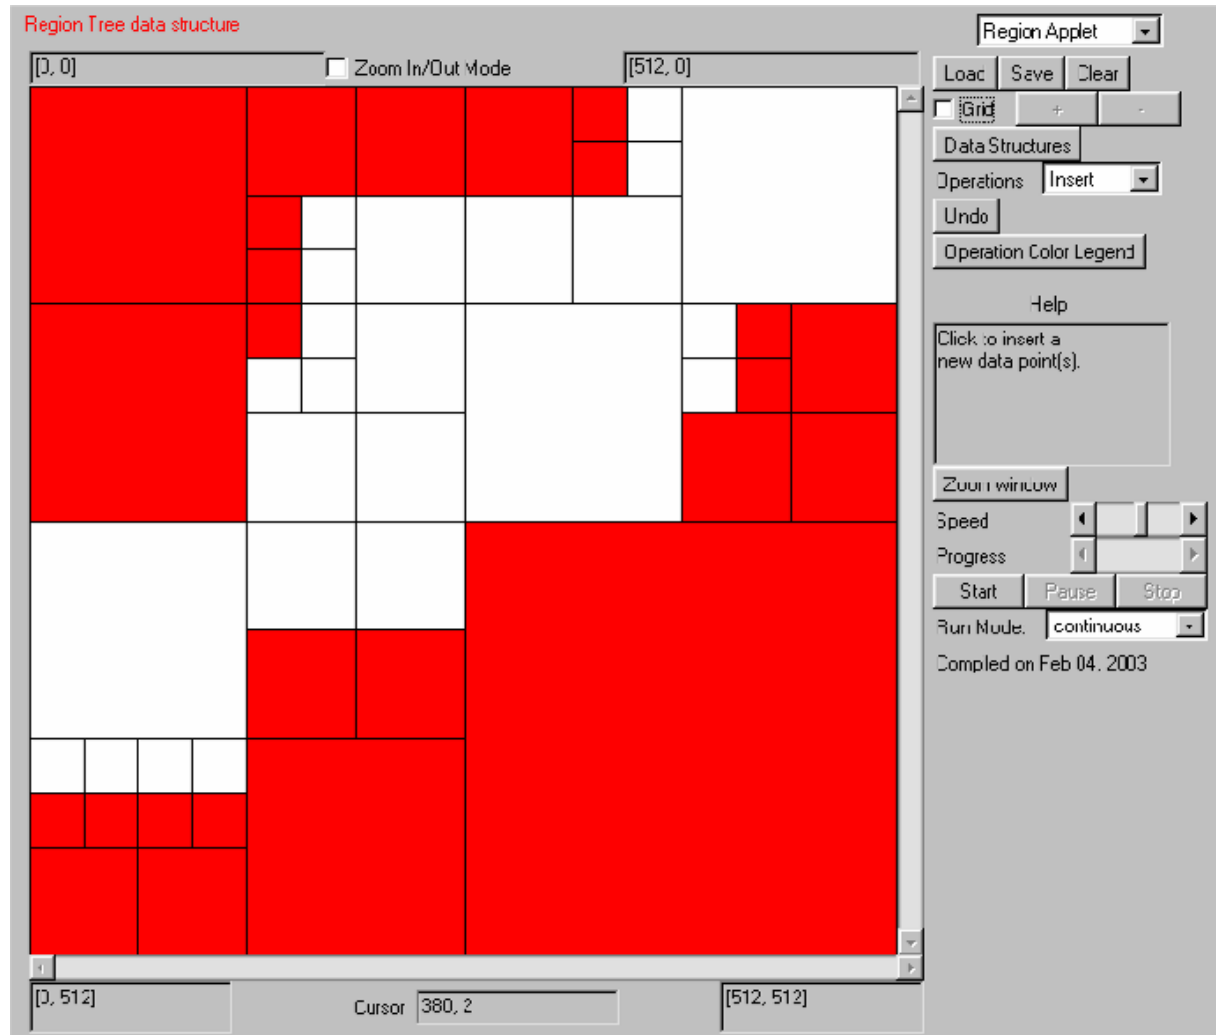 Region Tree data structure
Region Applet
[0, 0]
Zoom In/Out Mode
[512, 0]
Load Save Clear
Grid + -
Data Structures
Operations Insert
Undo
Operation Color Legend
Help
Click to insert a
new data point(s).
Zoom window
Speed
Progress
Start Pause Stop
Run Mode: continuous
Compiled on Feb 04, 2003
[0, 512]
Cursor 380, 2
[512, 512]